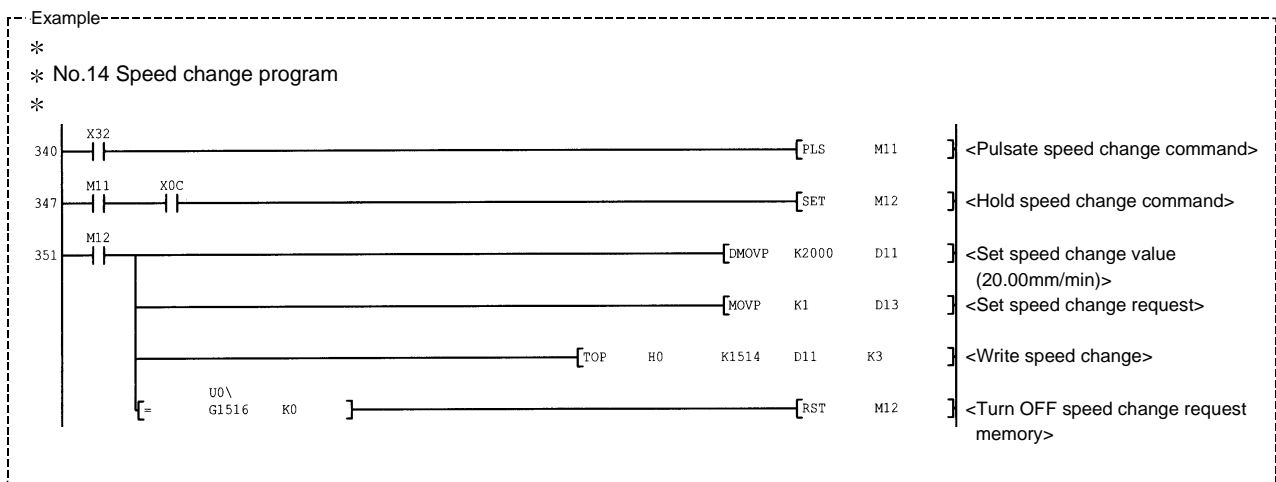 Example
* 
* No.14 Speed change program
*
X32
340 [PLS M11 ] <Pulsate speed change command>
M11 X0C
347 [SET M12 ] <Hold speed change command>
M12
351 [DMOVP K2000 D11 ] <Set speed change value
(20.00mm/min)>
[MOVP K1 D13 ] <Set speed change request>
[TOP H0 K1514 D11 K3 ] <Write speed change>
U0\
[= G1516 K0 ] [RST M12 ] <Turn OFF speed change request
memory>